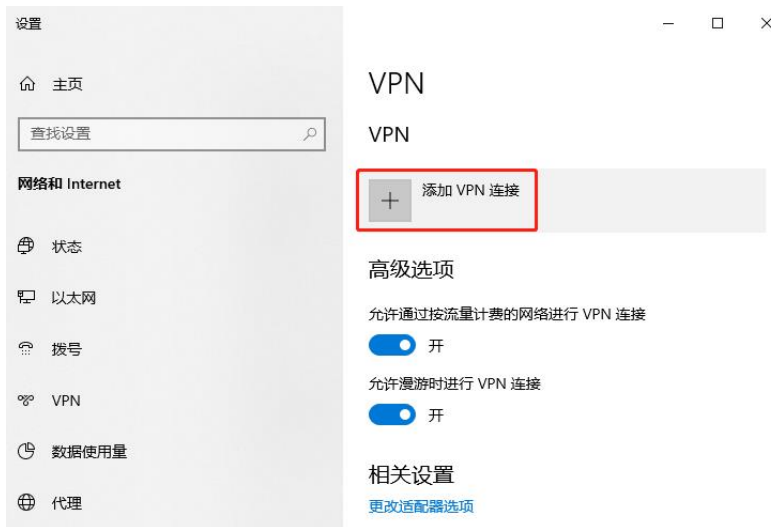 设置
主页
查找设置
网络和 Internet
状态
以太网
拨号
VPN
数据使用量
代理
VPN
VPN
添加 VPN 连接
高级选项
允许通过按流量计费的网络进行 VPN 连接
开
允许漫游时进行 VPN 连接
开
相关设置
更改适配器选项